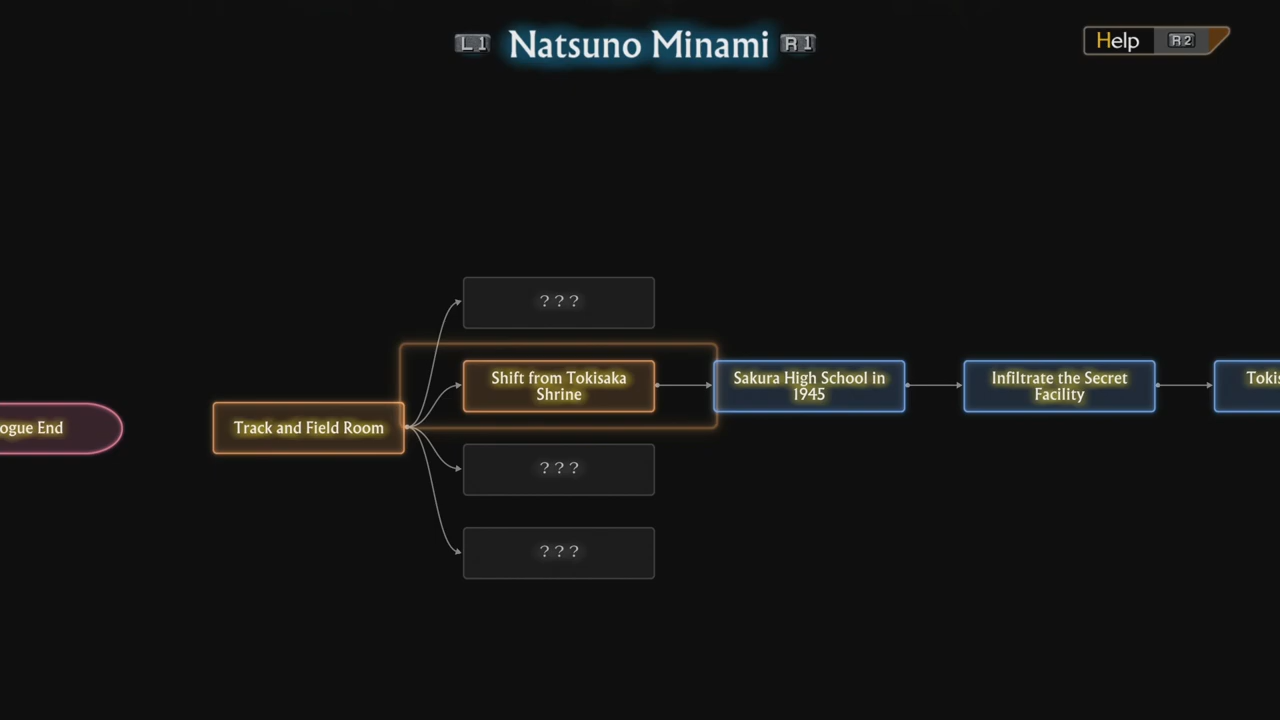 L1 Natsuno Minami R1
Help R2
???
Shift from Tokisaka
Shrine
Sakura High School in
1945
Infiltrate the Secret
Facility
ogue End
Track and Field Room
???
???